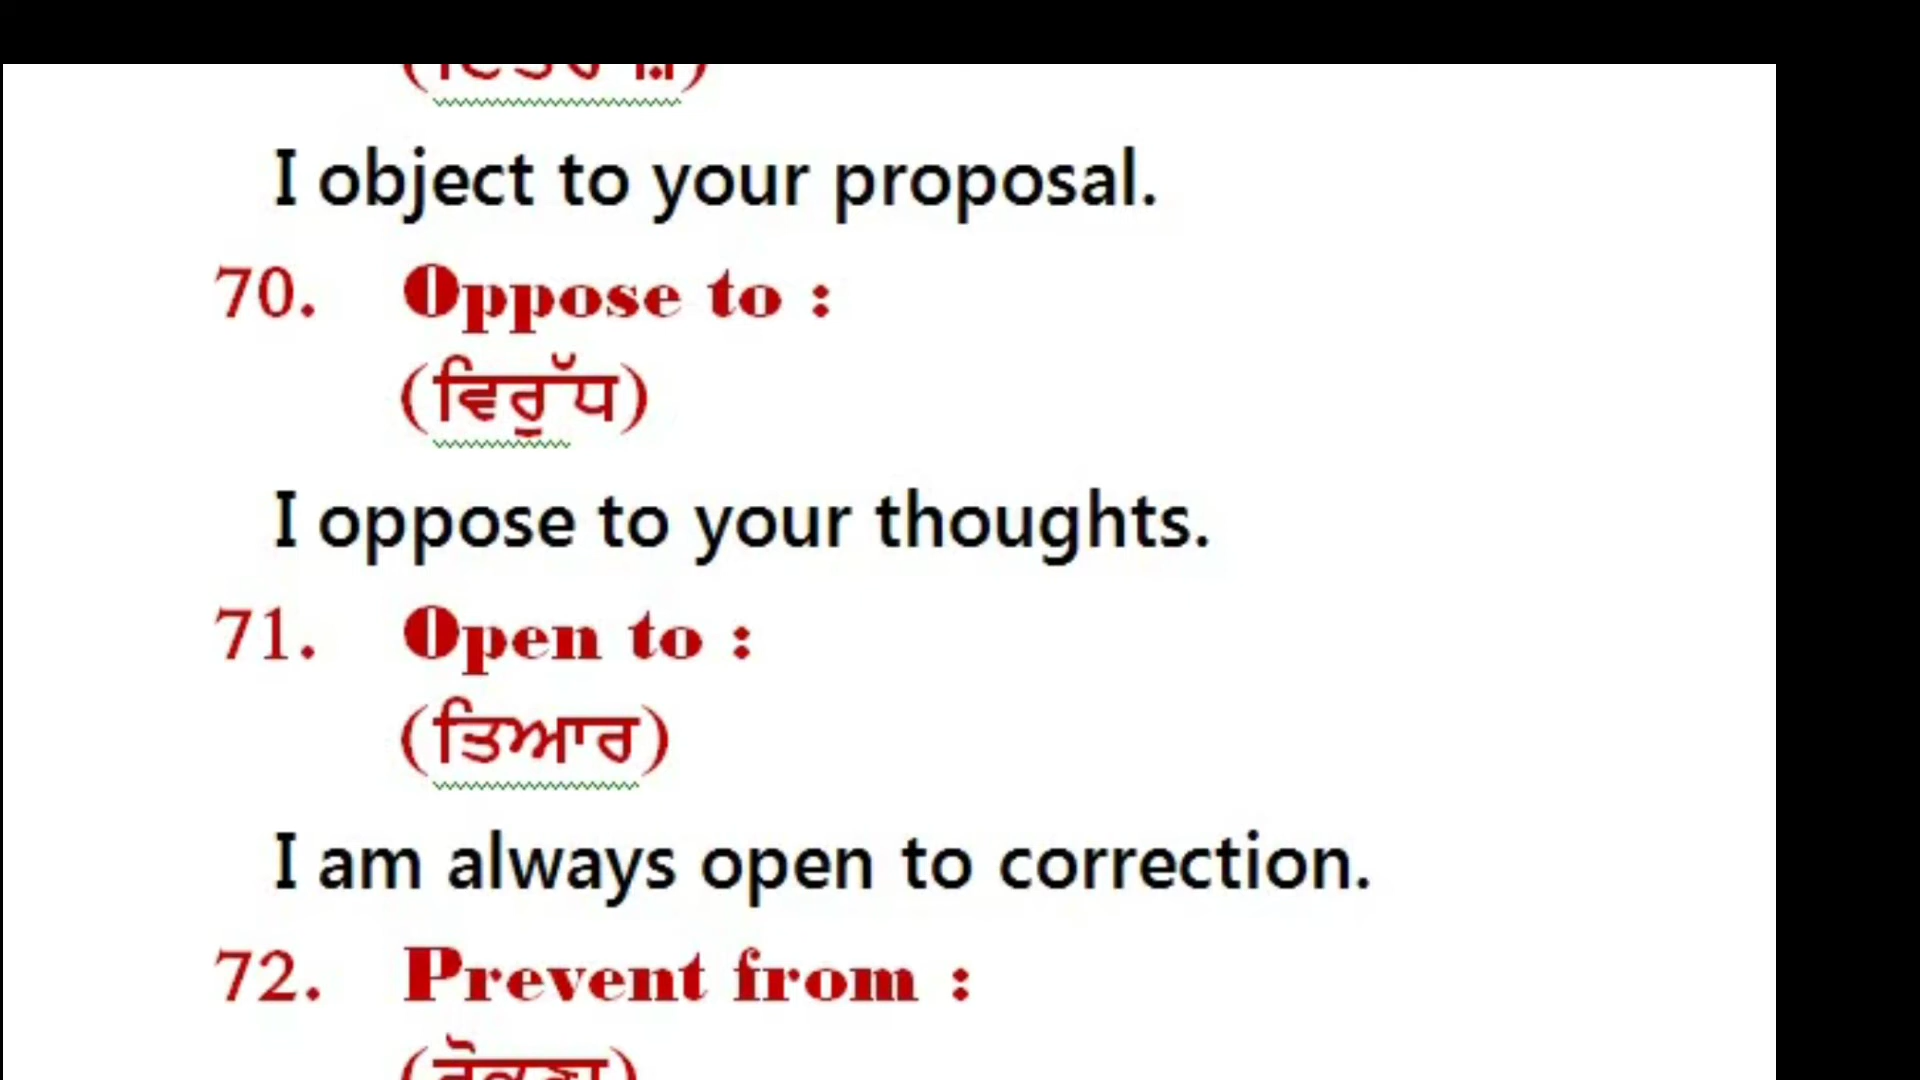 I object to your proposal.
70. Oppose to :
(ਵਿਰੁੱਧ)
I oppose to your thoughts.
71. Open to :
(ਤਿਆਰ)
I am always open to correction.
72. Prevent from :